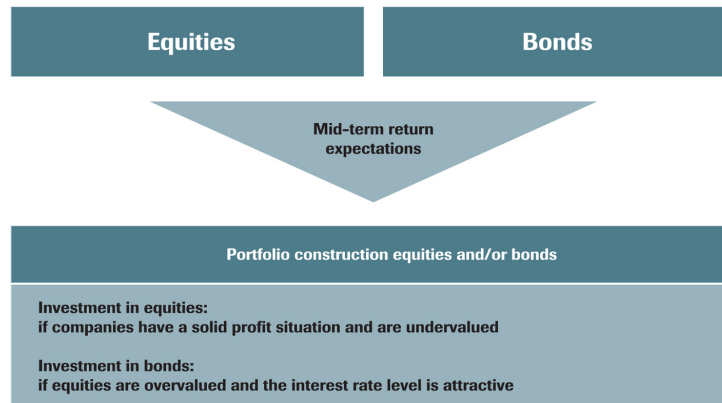 Equities
Bonds
Mid-term return
expectations
Portfolio construction equities and/or bonds
Investment in equities:
if companies have a solid profit situation and are undervalued
Investment in bonds:
if equities are overvalued and the interest rate level is attractive